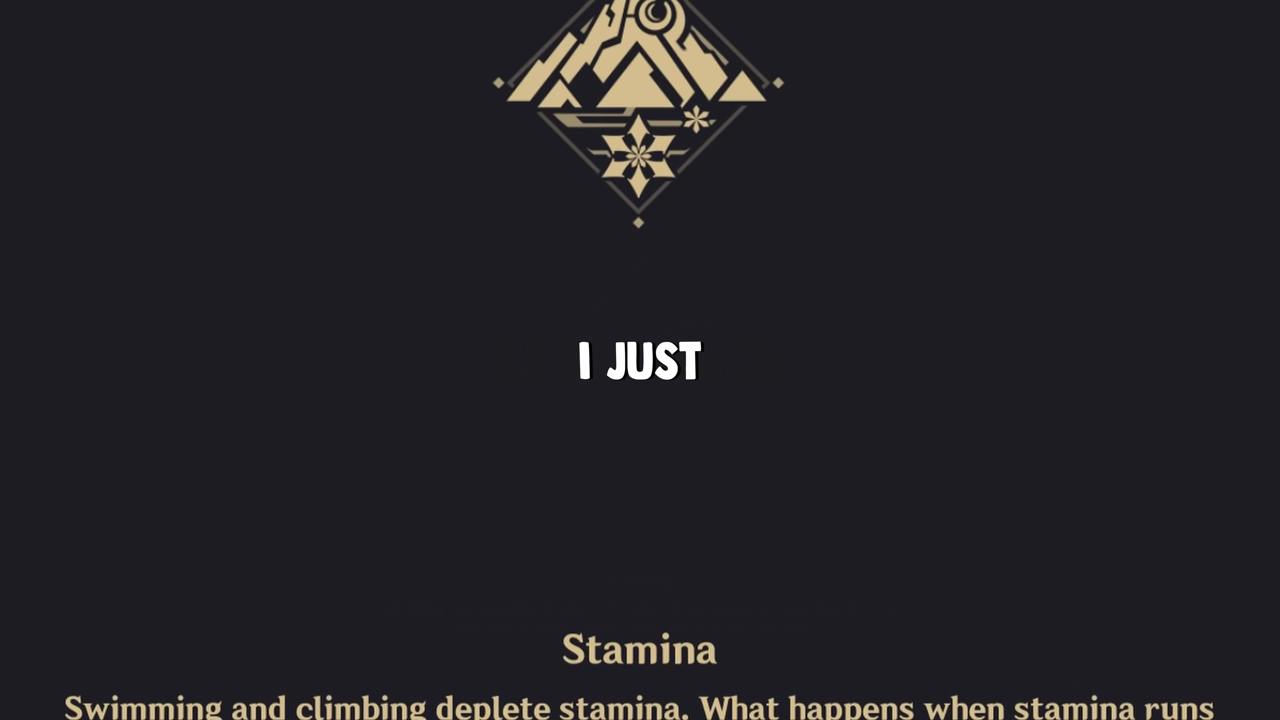 I JUST
Stamina
Swimming and climbing deplete stamina. What happens when stamina runs